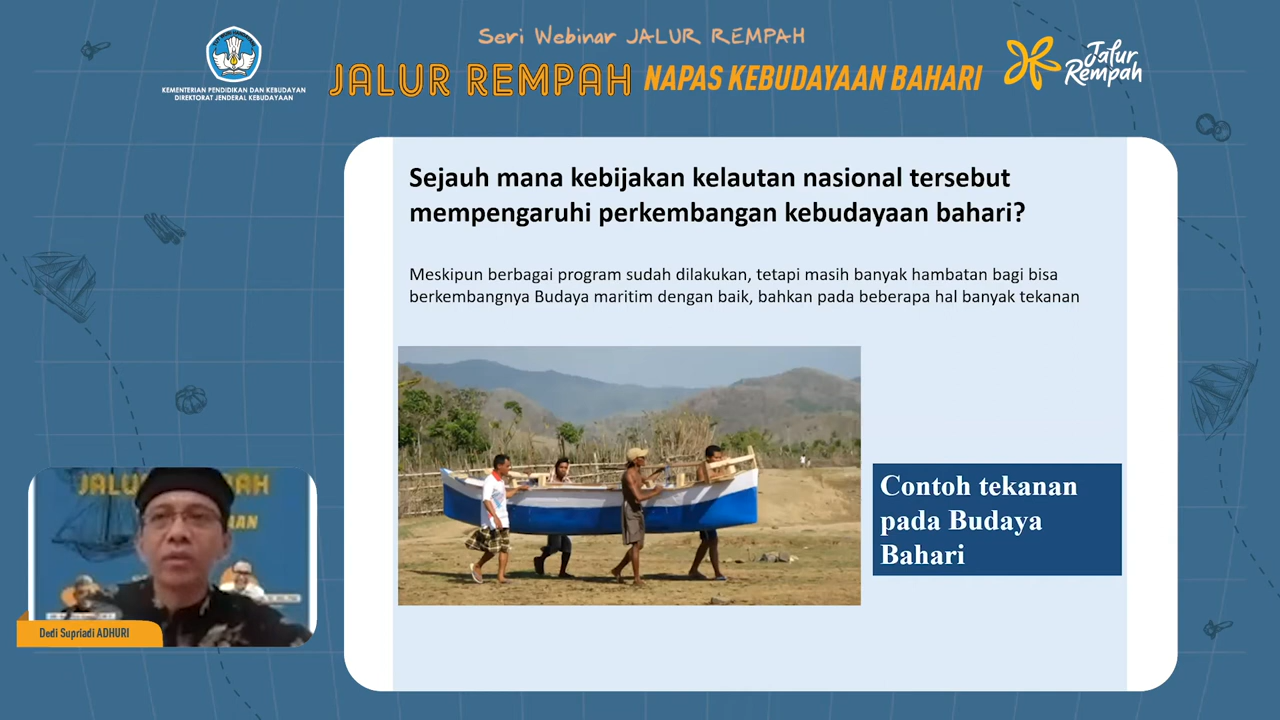 Seri Webinar JALUR REMPAH
JALUR REMPAH NAPAS KEBUDAYAAN BAHARI
KEMENTERIAN PENDIDIKAN DAN KEBUDAYAAN
DIREKTORAT JENDERAL KEBUDAYAAN
Jalur
Rempah
Sejauh mana kebijakan kelautan nasional tersebut
mempengaruhi perkembangan kebudayaan bahari?
Meskipun berbagai program sudah dilakukan, tetapi masih banyak hambatan bagi bisa
berkembangnya Budaya maritim dengan baik, bahkan pada beberapa hal banyak tekanan
Contoh tekanan
pada Budaya
Bahari
Dedi Supriadi ADHURI